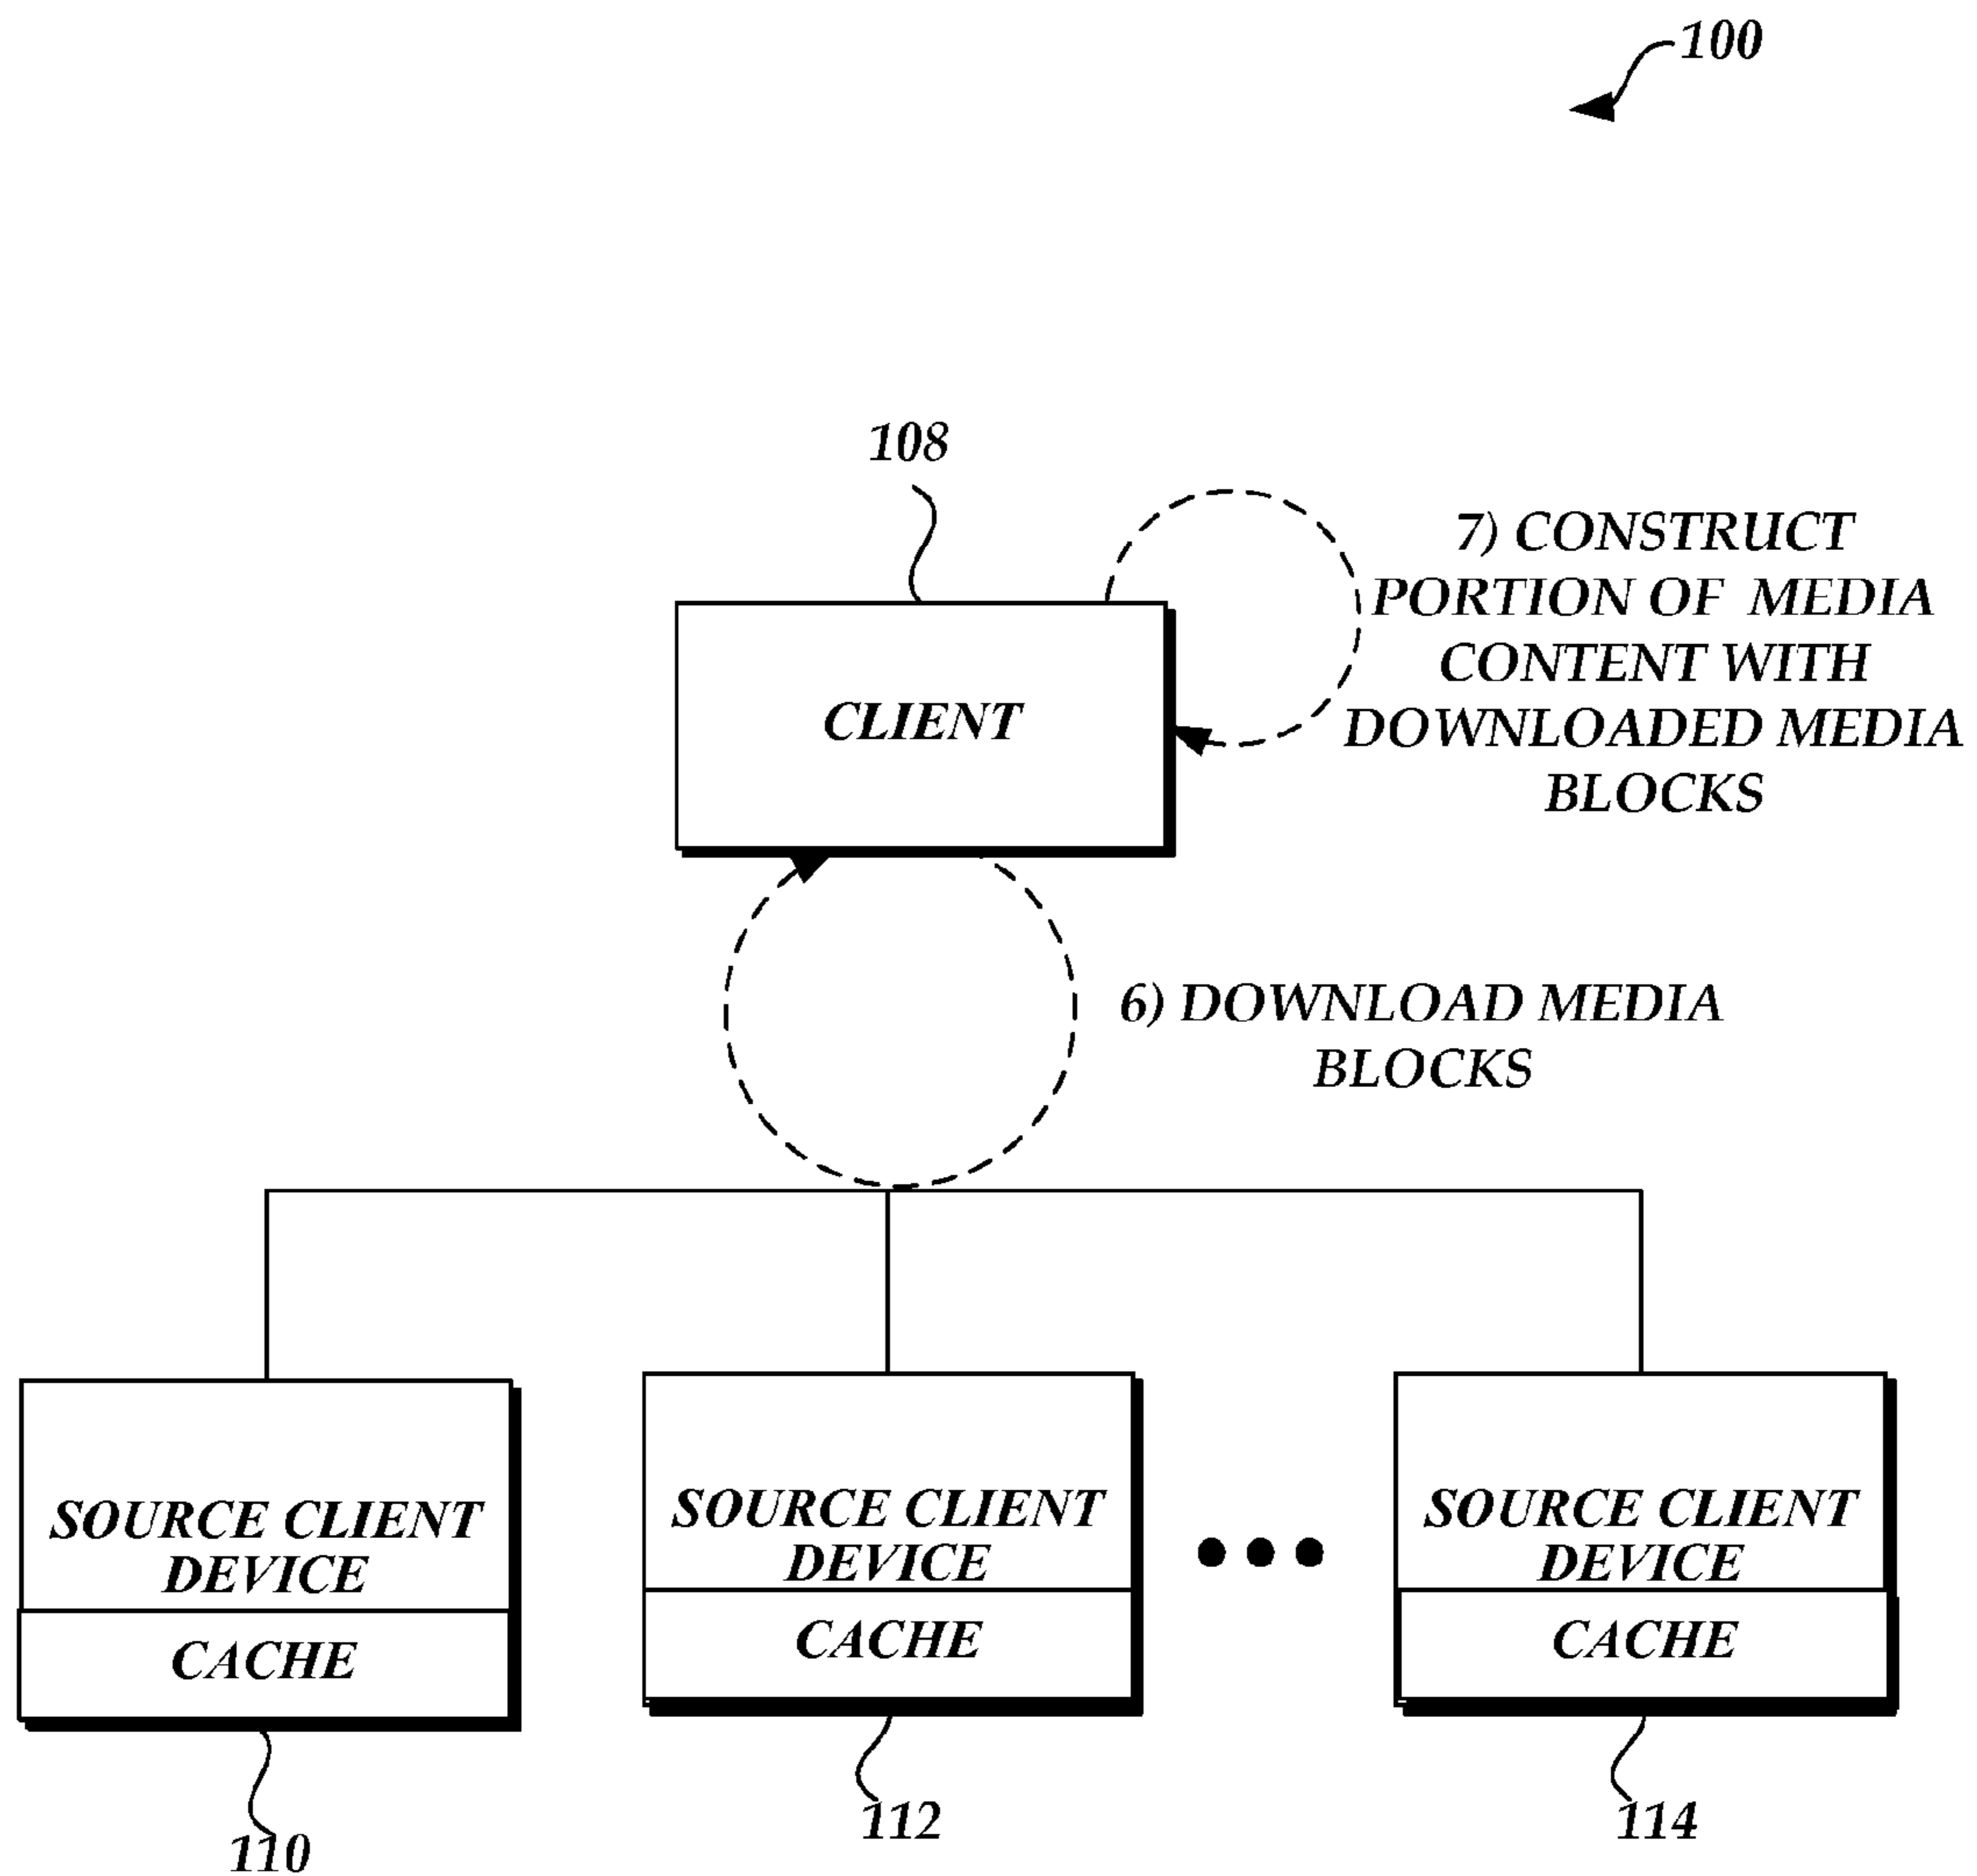 100
108
7) CONSTRUCT
PORTION OF MEDIA
CONTENT WITH
DOWNLOADED MEDIA
BLOCKS
CLIENT
6) DOWNLOAD MEDIA
BLOCKS
SOURCE CLIENT
DEVICE
CACHE
110
SOURCE CLIENT
DEVICE
CACHE
112
SOURCE CLIENT
DEVICE
CACHE
114